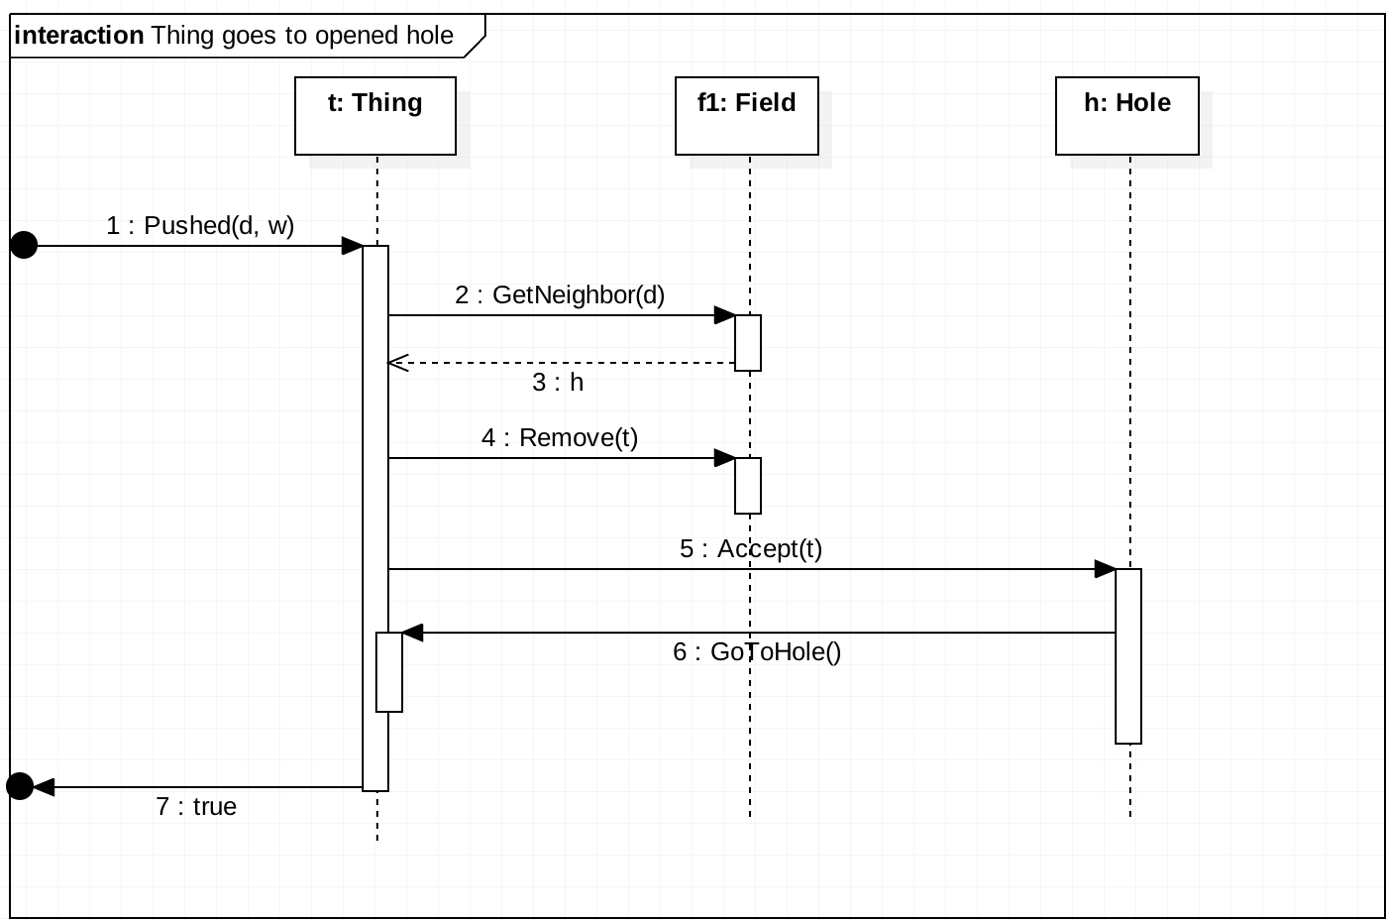 interaction Thing goes to opened hole
t: Thing
f1: Field
h: Hole
1 : Pushed(d, w)
2 : GetNeighbor(d)
3 : h
4 : Remove(t)
5 : Accept(t)
6 : GoToHole()
7 : true